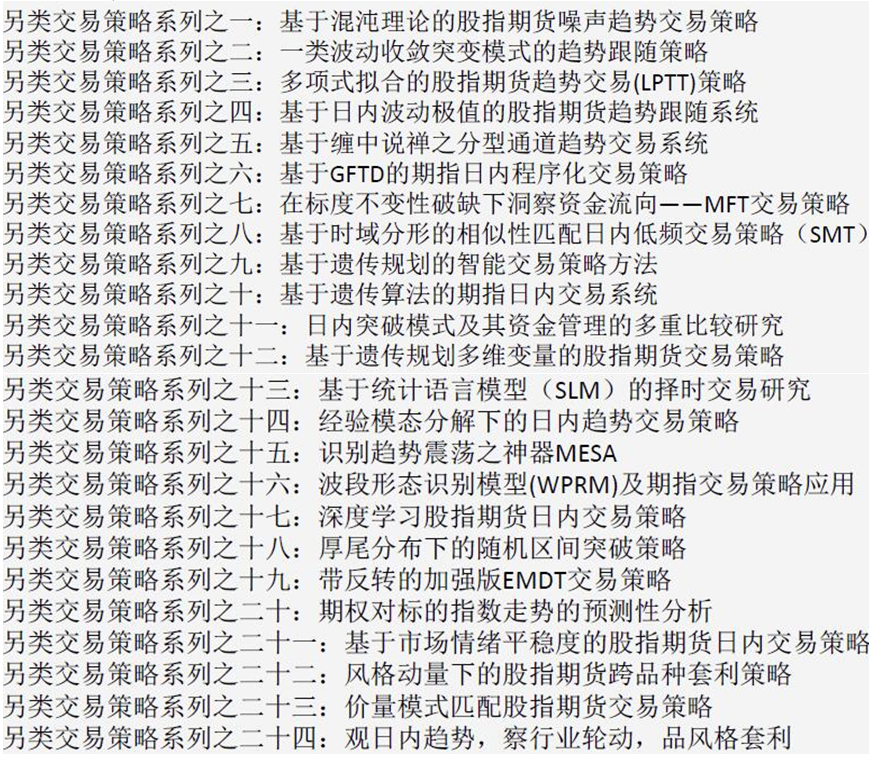 另类交易策略系列之一：基于混沌理论的股指期货噪声趋势交易策略
另类交易策略系列之二：一类波动收敛突变模式的趋势跟随策略
另类交易策略系列之三：多项式拟合的股指期货趋势交易(LPTT)策略
另类交易策略系列之四：基于日内波动极值的股指期货趋势跟随系统
另类交易策略系列之五：基于缠中说禅之分型通道趋势交易系统
另类交易策略系列之六：基于GFTD的期指日内程序化交易策略
另类交易策略系列之七：在标度不变性破缺下洞察资金流向——MFT交易策略
另类交易策略系列之八：基于时域分形的相似性匹配日内低频交易策略（SMT）
另类交易策略系列之九：基于遗传规划的智能交易策略方法
另类交易策略系列之十：基于遗传算法的期指日内交易系统
另类交易策略系列之十一：日内突破模式及其资金管理的多重比较研究
另类交易策略系列之十二：基于遗传规划多维变量的股指期货交易策略
另类交易策略系列之十三：基于统计语言模型（SLM）的择时交易研究
另类交易策略系列之十四：经验模态分解下的日内趋势交易策略
另类交易策略系列之十五：识别趋势震荡之神器MESA
另类交易策略系列之十六：波段形态识别模型(WPRM)及期指交易策略应用
另类交易策略系列之十七：深度学习股指期货日内交易策略
另类交易策略系列之十八：厚尾分布下的随机区间突破策略
另类交易策略系列之十九：带反转的加强版EMDT交易策略
另类交易策略系列之二十：期权对标的指数走势的预测性分析
另类交易策略系列之二十一：基于市场情绪平稳度的股指期货日内交易策略
另类交易策略系列之二十二：风格动量下的股指期货跨品种套利策略
另类交易策略系列之二十三：价量模式匹配股指期货交易策略
另类交易策略系列之二十四：观日内趋势，察行业轮动，品风格套利